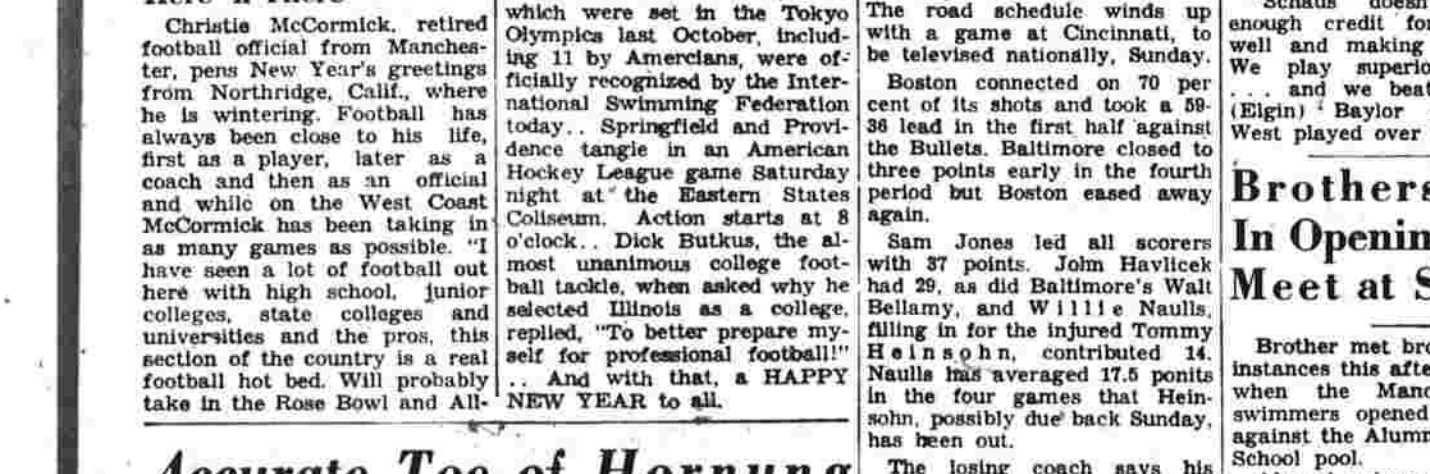 Christie McCormick, retired
football official from Manches-
ter, pens New Year's greetings
from Northridge, Calif., where
he is wintering. Football has
always been close to his life,
first as a player, later as a
coach and then as an official
and while on the West Coast
McCormick has been taking in
as many games as possible. "I
have seen a lot of football out
here with high school, junior
colleges, state colleges and
universities and the pros, this
section of the country is a real
football hot bed. Will probably
take in the Rose Bowl and All-
which were set in the Tokyo
Olympics last October, includ-
ing 11 by Amercians, were of-
ficially recognized by the Inter-
national Swimming Federation
today.. Springfield and Provi-
dence tangle in an American
Hockey League game Saturday
night at the Eastern States
Coliseum. Action starts at 8
o'clock.. Dick Butkus, the al-
most unanimous college foot-
ball tackle, when asked why he
selected Illinois as a college,
replied, "To better prepare my-
self for professional football!"
.. And with that, a HAPPY
NEW YEAR to all.
Accurate Toe of Hornung
The road schedule winds up
with a game at Cincinnati, to
be televised nationally, Sunday.
Boston connected on 70 per
cent of its shots and took a 59-
36 lead in the first half against
the Bullets. Baltimore closed to
three points early in the fourth
period but Boston eased away
again.
Sam Jones led all scorers
with 37 points. John Havlicek
had 29, as did Baltimore's Walt
Bellamy, and Willie Naulls,
filling in for the injured Tommy
Heinsohn, contributed 14.
Naulls has averaged 17.5 ponits
in the four games that Hein-
sohn, possibly due back Sunday,
has been out.
The losing coach says his
Schaus doesn
enough credit for
well and making
We play superio
... and we beat
(Elgin) Baylor
West played over
Brothers
In Openin
Meet at S
Brother met bro
instances this afte
when the Manc
swimmers opened
against the Alumn
School pool.